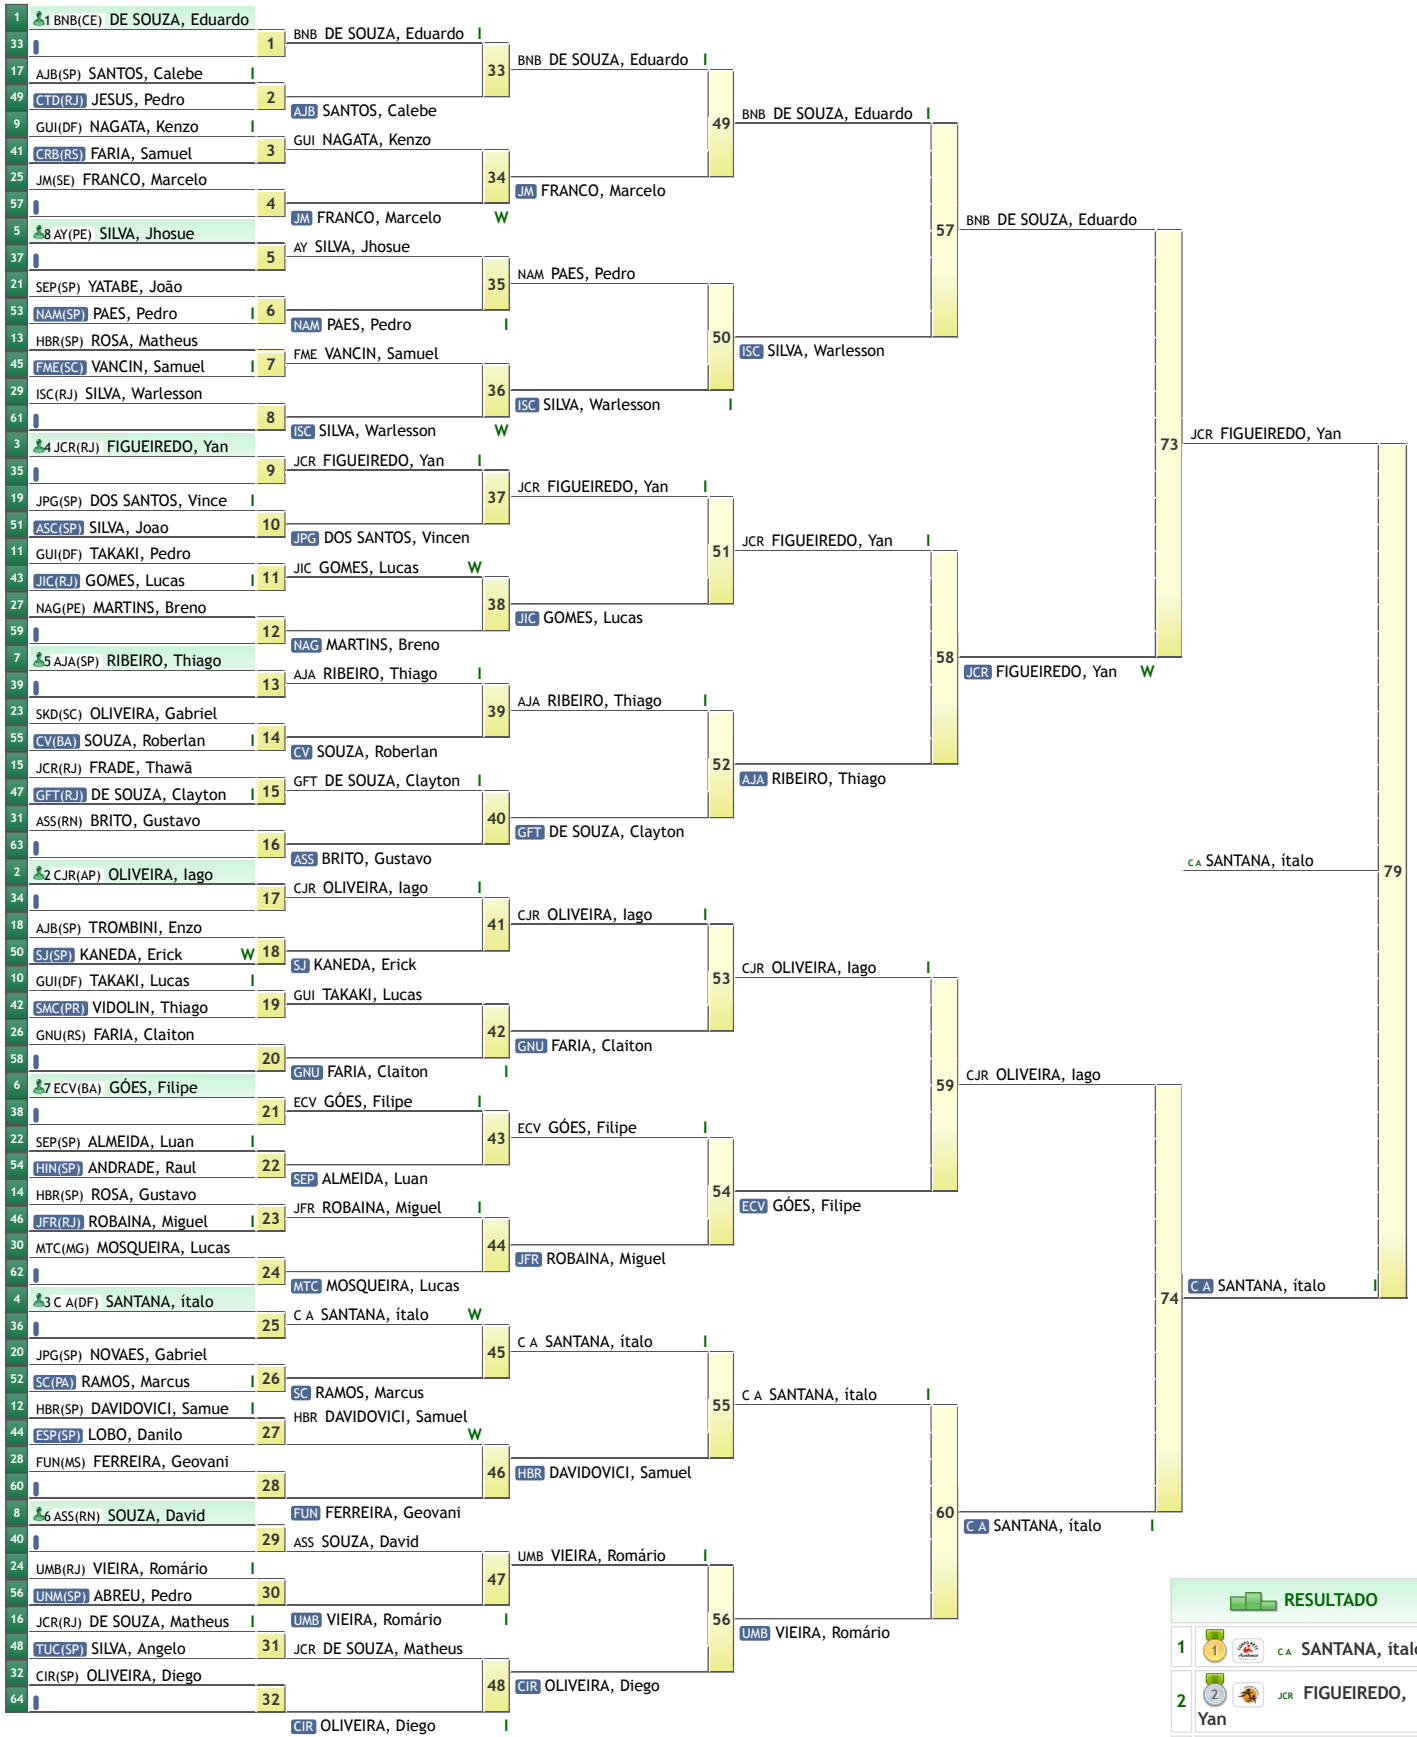 1 1 BNB(CE) DE SOUZA, Eduardo
33
1
17 AJB(SP) SANTOS, Calebe I
49 CTD(RJ) JESUS, Pedro
2
9 GUI(DF) NAGATA, Kenzo I
41 CRB(RS) FARIA, Samuel
3
25 JM(SE) FRANCO, Marcelo
57
4
5 8 AY(PE) SILVA, Jhosue
37
5
21 SEP(SP) YATABE, João
53 NAM(SP) PAES, Pedro I
6
13 HBR(SP) ROSA, Matheus
45 FME(SC) VANCIN, Samuel I
7
29 ISC(RJ) SILVA, Warlesson
61
8
3 4 JCR(RJ) FIGUEIREDO, Yan
35
9
19 JPG(SP) DOS SANTOS, Vince I
51 ASC(SP) SILVA, Joao
10
11 GUI(DF) TAKAKI, Pedro
43 JIC(RJ) GOMES, Lucas I
11
27 NAG(PE) MARTINS, Breno
59
12
7 5 AJA(SP) RIBEIRO, Thiago
39
13
23 SKD(SC) OLIVEIRA, Gabriel
55 CV(BA) SOUZA, Roberlan I
14
15 JCR(RJ) FRADE, Thawã
47 GFT(RJ) DE SOUZA, Clayton I
15
31 ASS(RN) BRITO, Gustavo
63
16
2 2 CJR(AP) OLIVEIRA, Iago
34
17
18 AJB(SP) TROMBINI, Enzo
50 SJ(SP) KANEDA, Erick W
18
10 GUI(DF) TAKAKI, Lucas I
42 SMC(PR) VIDOLIN, Thiago
19
26 GNU(RS) FARIA, Claiton
58
20
6 7 ECV(BA) GÓES, Filipe
38
21
22 SEP(SP) ALMEIDA, Luan I
54 HIN(SP) ANDRADE, Raul
22
14 HBR(SP) ROSA, Gustavo
46 JFR(RJ) ROBAINA, Miguel I
23
30 MTC(MG) MOSQUEIRA, Lucas
62
24
4 3 C A(DF) SANTANA, ítalo
36
25
20 JPG(SP) NOVAES, Gabriel
52 SC(PA) RAMOS, Marcus I
26
12 HBR(SP) DAVIDOVICI, Samue I
44 ESP(SP) LOBO, Danilo
27
28 FUN(MS) FERREIRA, Geovani
60
28
8 6 ASS(RN) SOUZA, David
40
29
24 UMB(RJ) VIEIRA, Romário I
56 UNM(SP) ABREU, Pedro
30
16 JCR(RJ) DE SOUZA, Matheus I
48 TUC(SP) SILVA, Angelo
31
32 CIR(SP) OLIVEIRA, Diego
64
32
BNB DE SOUZA, Eduardo I
33
AJB SANTOS, Calebe
GUI NAGATA, Kenzo
34
JM FRANCO, Marcelo W
AY SILVA, Jhosue
35
NAM PAES, Pedro I
FME VANCIN, Samuel
36
ISC SILVA, Warlesson W
JCR FIGUEIREDO, Yan I
37
JPG DOS SANTOS, Vincen
JIC GOMES, Lucas W
38
NAG MARTINS, Breno
AJA RIBEIRO, Thiago I
39
CV SOUZA, Roberlan
GFT DE SOUZA, Clayton I
40
ASS BRITO, Gustavo
CJR OLIVEIRA, Iago I
41
SJ KANEDA, Erick
GUI TAKAKI, Lucas
42
GNU FARIA, Claiton I
ECV GÓES, Filipe I
43
SEP ALMEIDA, Luan
JFR ROBAINA, Miguel I
44
MTC MOSQUEIRA, Lucas
C A SANTANA, ítalo W
45
SC RAMOS, Marcus
HBR DAVIDOVICI, Samuel
W
46
FUN FERREIRA, Geovani
ASS SOUZA, David
47
UMB VIEIRA, Romário I
JCR DE SOUZA, Matheus
48
CIR OLIVEIRA, Diego I
BNB DE SOUZA, Eduardo I
49
JM FRANCO, Marcelo
NAM PAES, Pedro
50
ISC SILVA, Warlesson I
JCR FIGUEIREDO, Yan I
51
JIC GOMES, Lucas
AJA RIBEIRO, Thiago I
52
GFT DE SOUZA, Clayton
CJR OLIVEIRA, Iago I
53
GNU FARIA, Claiton
ECV GÓES, Filipe I
54
JFR ROBAINA, Miguel
C A SANTANA, ítalo I
55
HBR DAVIDOVICI, Samuel
UMB VIEIRA, Romário I
56
CIR OLIVEIRA, Diego
BNB DE SOUZA, Eduardo I
57
ISC SILVA, Warlesson
JCR FIGUEIREDO, Yan I
58
AJA RIBEIRO, Thiago
CJR OLIVEIRA, Iago I
59
ECV GÓES, Filipe
C A SANTANA, ítalo I
60
UMB VIEIRA, Romário
BNB DE SOUZA, Eduardo
73
JCR FIGUEIREDO, Yan W
CJR OLIVEIRA, Iago
74
C A SANTANA, ítalo I
JCR FIGUEIREDO, Yan
C A SANTANA, ítalo
79
C A SANTANA, ítalo I
RESULTADO
1 1 C A SANTANA, ítalo
2 2 JCR FIGUEIREDO,
Yan